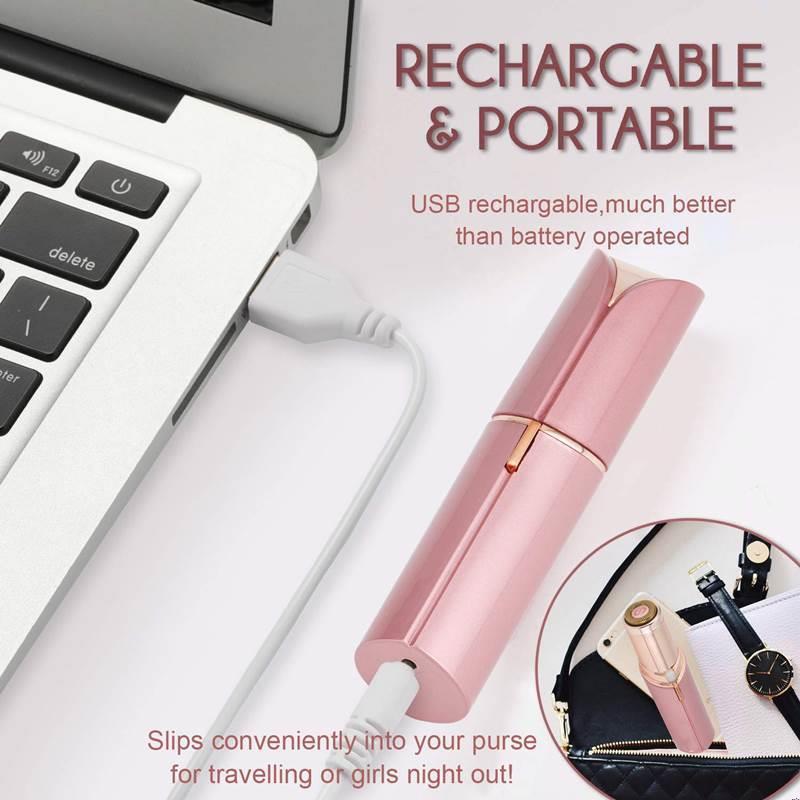 RECHARGABLE
& PORTABLE
USB rechargable,much better
than battery operated
F12
delete
Slips conveniently into your purse
for travelling or girls night out!